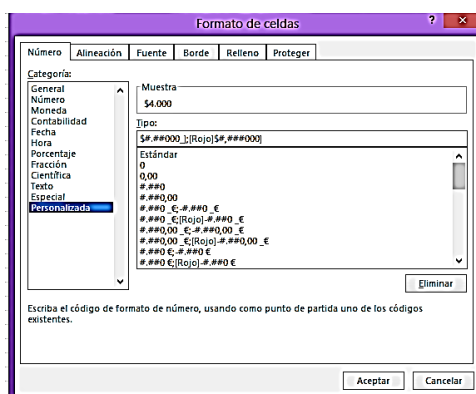 Formato de celdas
? ×
Número Alineación Fuente Borde Relleno Proteger
Categoría:
General
Número
Moneda
Contabilidad
Fecha
Hora
Porcentaje
Fracción
Científica
Texto
Especial
Personalizada
Muestra
$4.000
Tipo:
$#.##000_];[Rojo]$#,###000]
Estándar
0
0,00
#.##0
#.##0,00
#.##0 _€;-#.##0 _€
#.##0 _€;[Rojo]-#.##0 _€
#.##0,00 _€;-#.##0,00 _€
#.##0,00 _€;[Rojo]-#.##0,00 _€
#.##0 €;-#.##0 €
#.##0 €;[Rojo]-#.##0 €
Eliminar
Escriba el código de formato de número, usando como punto de partida uno de los códigos
existentes.
Aceptar Cancelar